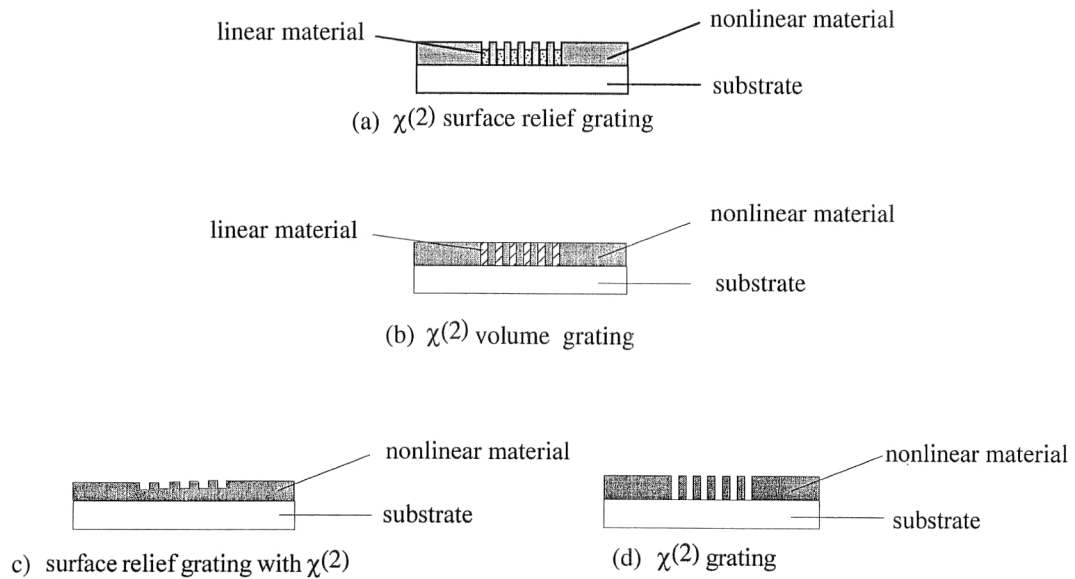 linear material
nonlinear material
substrate
(a) χ(2) surface relief grating
linear material
nonlinear material
substrate
(b) χ(2) volume grating
nonlinear material
substrate
c) surface relief grating with χ(2)
nonlinear material
substrate
(d) χ(2) grating